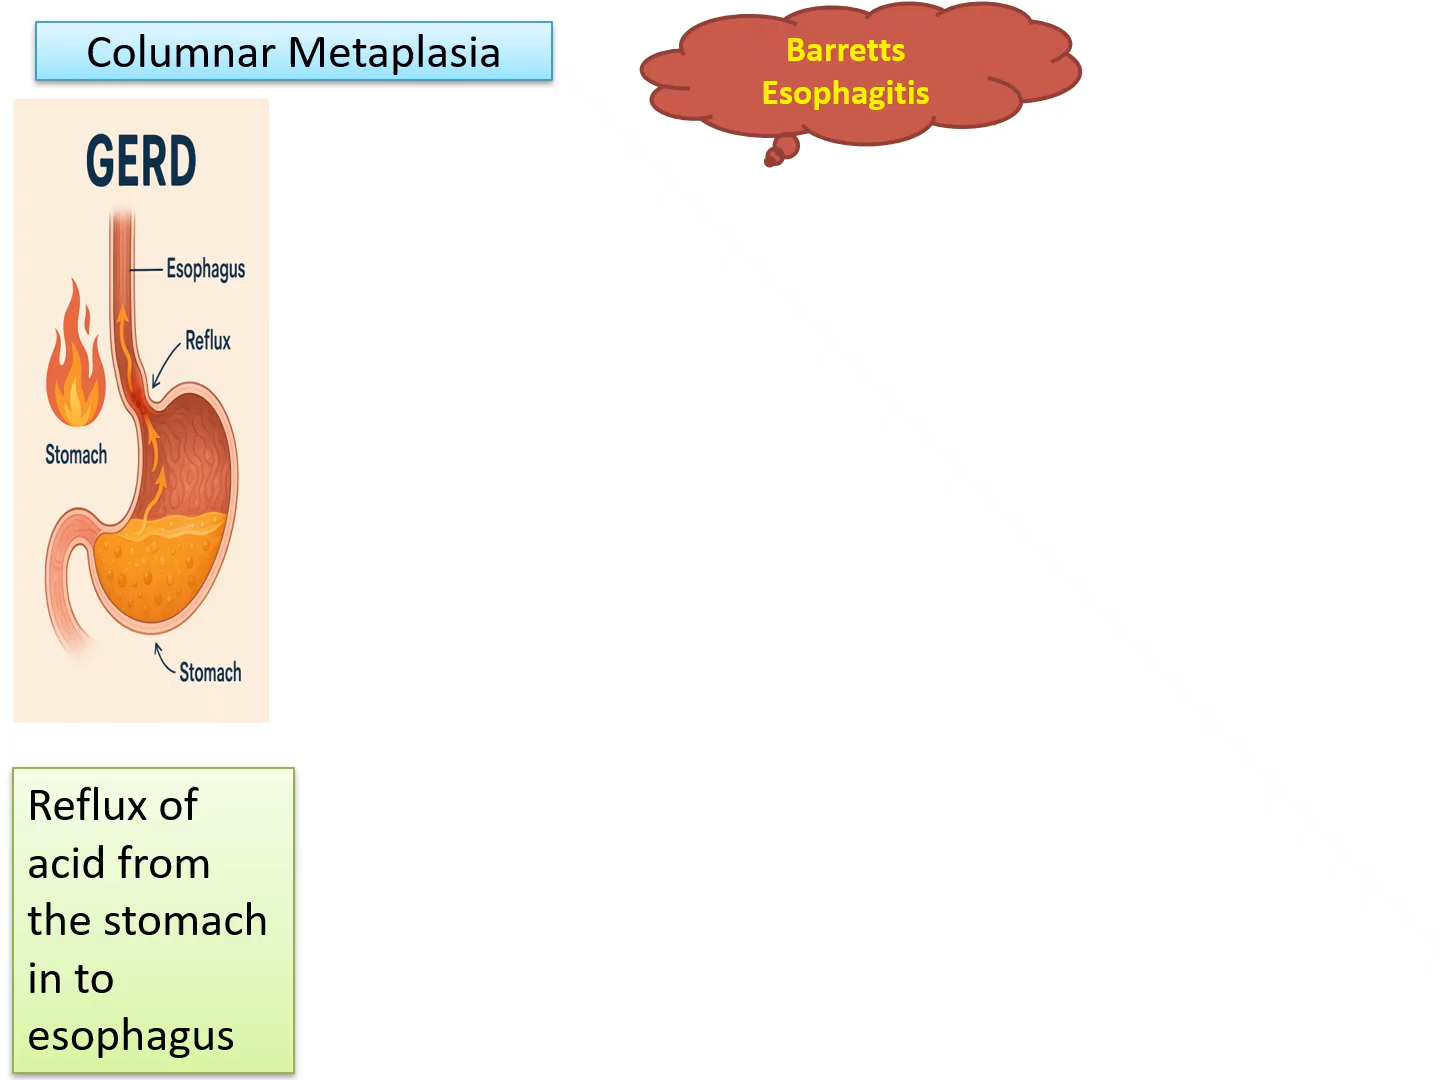 Columnar Metaplasia
Barretts
Esophagitis
GERD
Esophagus
Reflux
Stomach
Stomach
Reflux of
acid from
the stomach
in to
esophagus